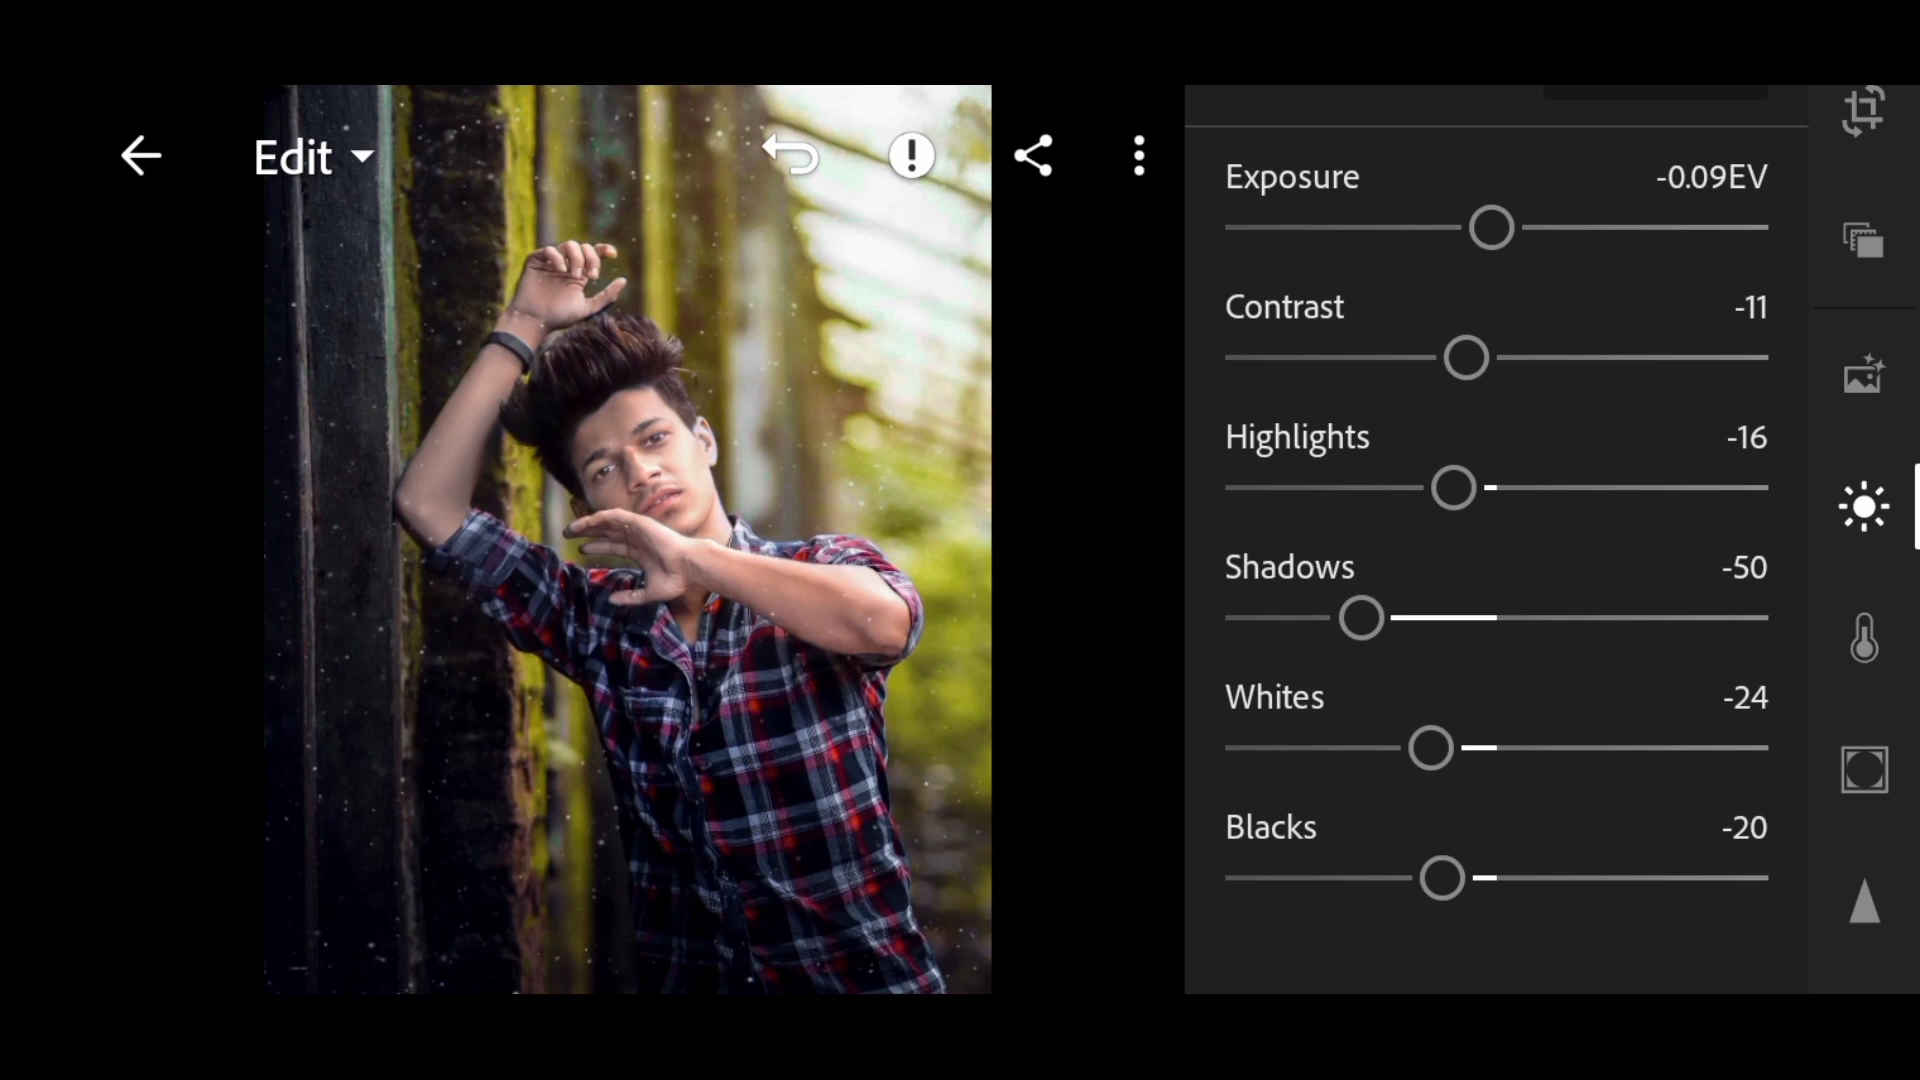 Edit
Exposure -0.09EV
Contrast -11
Highlights -16
Shadows -50
Whites -24
Blacks -20